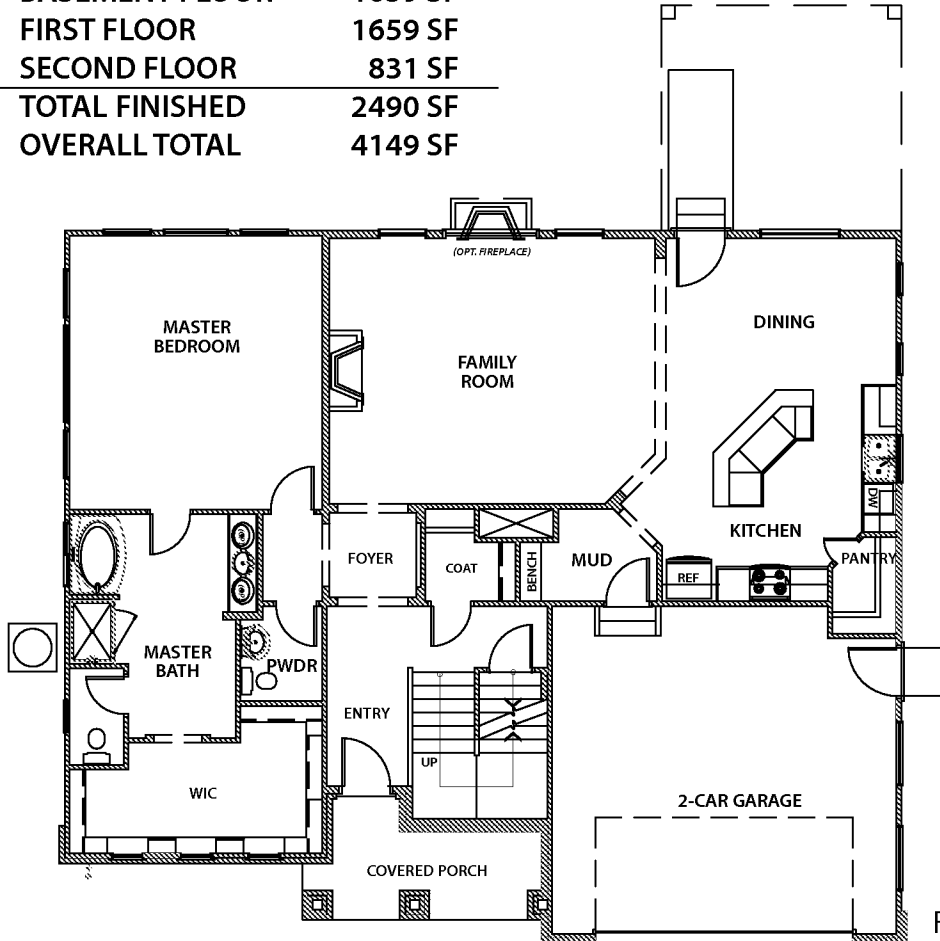 FIRST FLOOR 1659 SF
SECOND FLOOR 831 SF
TOTAL FINISHED 2490 SF
OVERALL TOTAL 4149 SF
(OPT. FIREPLACE)
MASTER
BEDROOM
FAMILY
ROOM
DINING
KITCHEN
DW
FOYER
COAT
BENCH
MUD
REF
PANTRY
MASTER
BATH
PWDR
ENTRY
UP
WIC
2-CAR GARAGE
COVERED PORCH